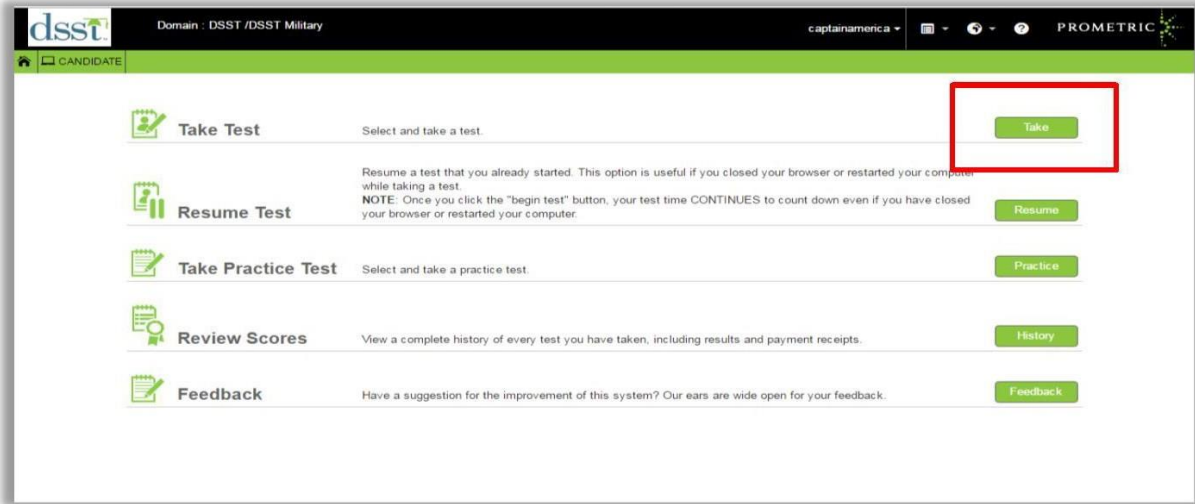 dsst
Domain : DSST /DSST Military
captainamerica
PROMETRIC
CANDIDATE
Take Test
Select and take a test.
Take
Resume a test that you already started. This option is useful if you closed your browser or restarted your computer
while taking a test.
NOTE: Once you click the "begin test" button, your test time CONTINUES to count down even if you have closed
your browser or restarted your computer.
Resume Test
Resume
Take Practice Test
Select and take a practice test.
Practice
Review Scores
View a complete history of every test you have taken, including results and payment receipts.
History
Feedback
Have a suggestion for the improvement of this system? Our ears are wide open for your feedback.
Feedback